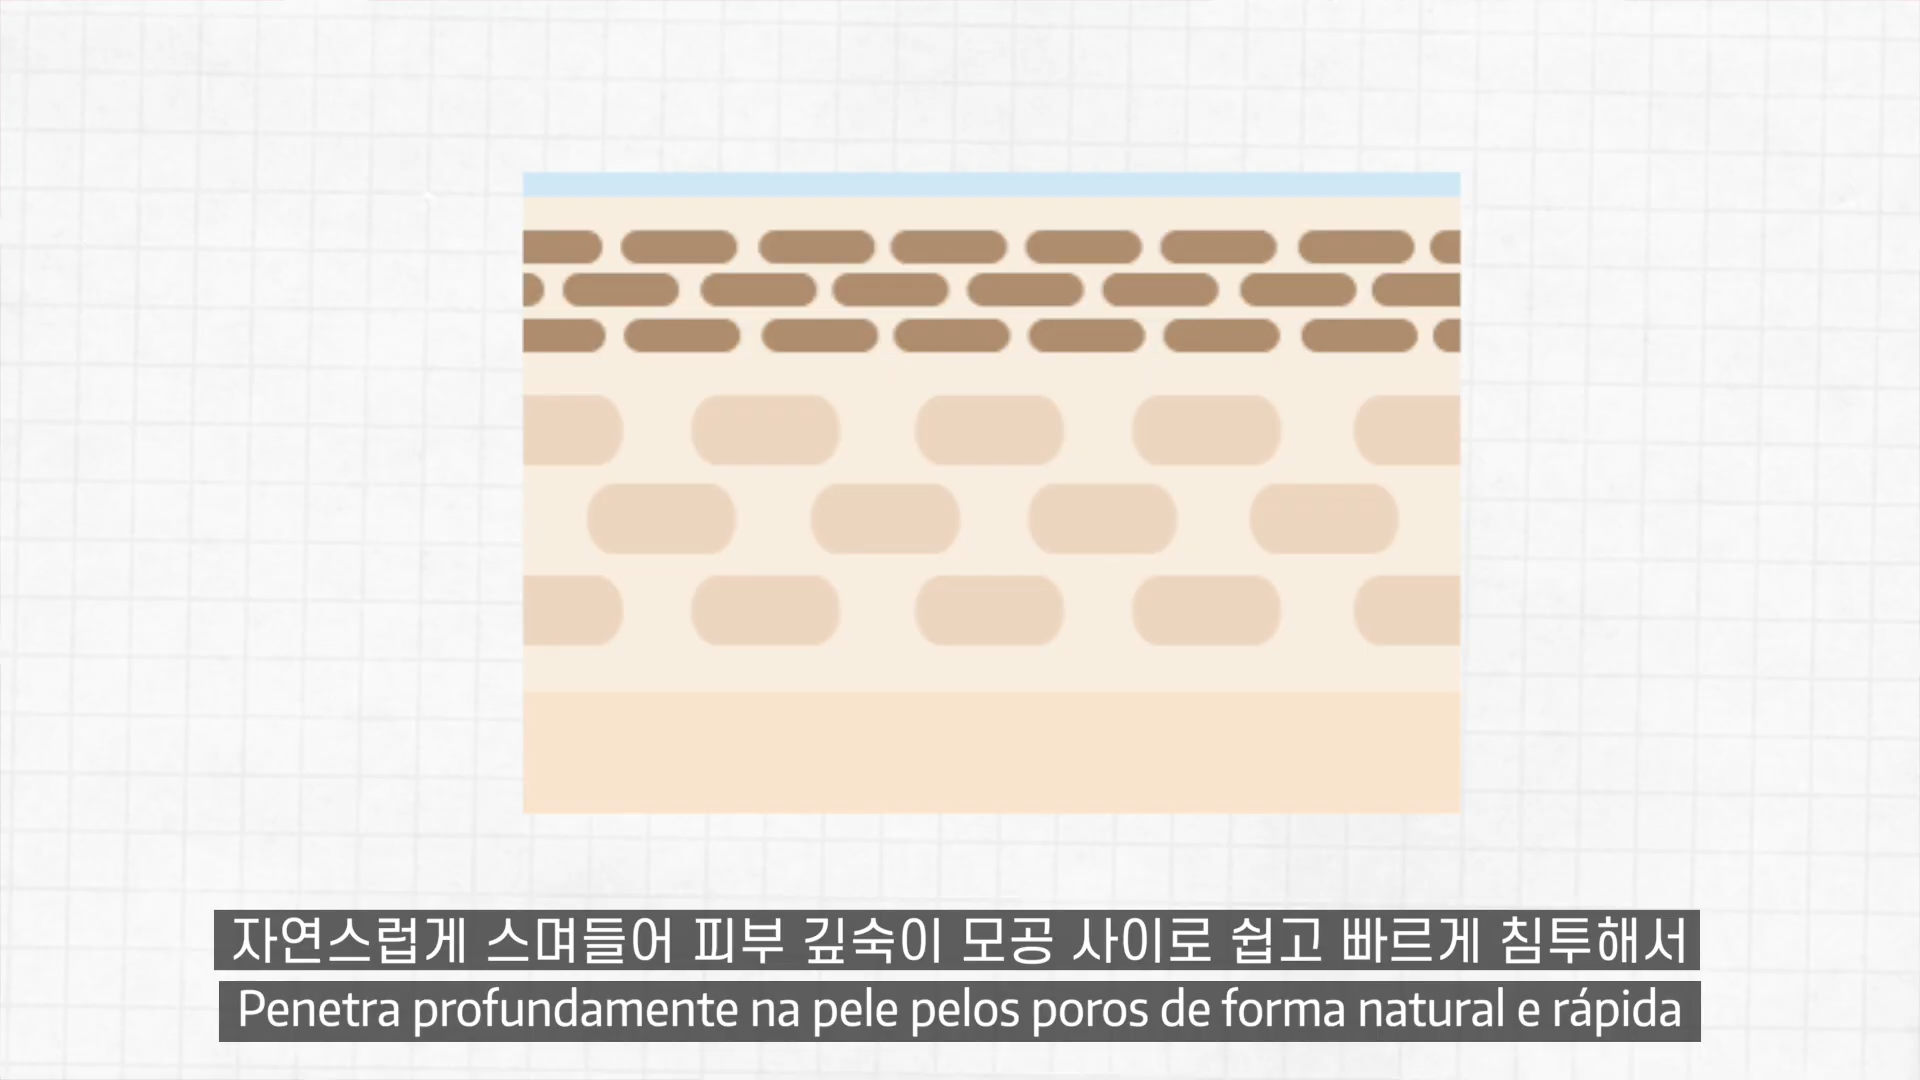 자연스럽게 스며들어 피부 깊숙이 모공 사이로 쉽고 빠르게 침투해서
Penetra profundamente na pele pelos poros de forma natural e rápida